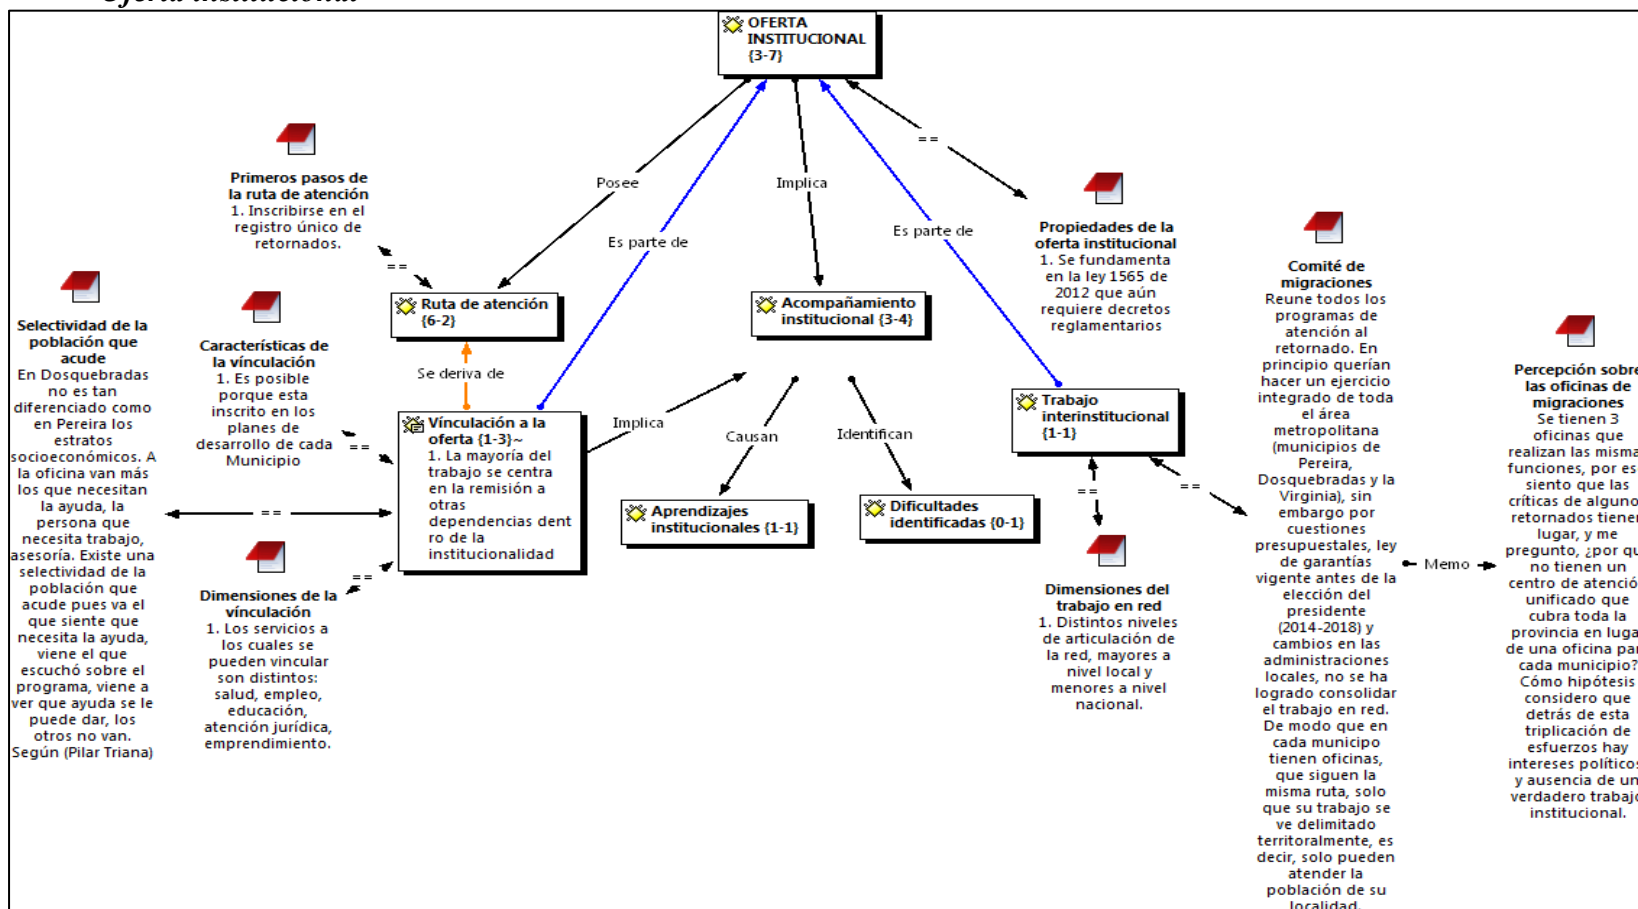 Oferta institucional
OFERTA
INSTITUCIONAL
{3-7}
Posee
Implica
==
Es parte de
Es parte de
Primeros pasos de
la ruta de atención
1. Inscribirse en el
registro único de
retornados.
==
Ruta de atención
{6-2}
Acompañamiento
institucional {3-4}
Propiedades de la
oferta institucional
1. Se fundamenta
en la ley 1565 de
2012 que aún
requiere decretos
reglamentarios
Selectividad de la
población que
acude
En Dosquebradas
no es tan
diferenciado como
en Pereira los
estratos
socioeconómicos. A
la oficina van más
los que necesitan
la ayuda, la
persona que
necesita trabajo,
asesoría. Existe una
selectividad de la
población que
acude pues va el
que siente que
necesita la ayuda,
viene el que
escuchó sobre el
programa, viene a
ver que ayuda se le
puede dar, los
otros no van.
Según (Pilar Triana)
Características de
la vínculación
1. Es posible
porque esta
inscrito en los
planes de
desarrollo de cada
Municipio
==
Se deriva de
Vínculación a la
oferta {1-3}~
1. La mayoría del
trabajo se centra
en la remisión a
otras
dependencias dent
ro de la
institucionalidad
==
==
Dimensiones de la
vínculación
1. Los servicios a
los cuales se
pueden vincular
son distintos:
salud, empleo,
educación,
atención jurídica,
emprendimiento.
Implica
Causan
Identifican
Aprendizajes
institucionales {1-1}
Dificultades
identificadas {0-1}
Trabajo
interinstitucional
{1-1}
==
==
Dimensiones del
trabajo en red
1. Distintos niveles
de articulación de
la red, mayores a
nivel local y
menores a nivel
nacional.
Comité de
migraciones
Reune todos los
programas de
atención al
retornado. En
principio querían
hacer un ejercicio
integrado de toda
el área
metropolitana
(municipios de
Pereira,
Dosquebradas y la
Virginia), sin
embargo por
cuestiones
presupuestales, ley
de garantías
vigente antes de la
elección del
presidente
(2014-2018) y
cambios en las
administraciones
locales, no se ha
logrado consolidar
el trabajo en red.
De modo que en
cada municipo
tienen oficinas,
que siguen la
misma ruta, solo
que su trabajo se
ve delimitado
territoralmente, es
decir, solo pueden
atender la
población de su
localidad.
Memo
Percepción sobre
las oficinas de
migraciones
Se tienen 3
oficinas que
realizan las misma
funciones, por es
siento que las
críticas de alguno
retornados tiener
lugar, y me
pregunto, ¿por qu
no tienen un
centro de atenció
unificado que
cubra toda la
provincia en luga
de una oficina par
cada municipio?
Cómo hipótesis
considero que
detrás de esta
triplicación de
esfuerzos hay
intereses políticos
y ausencia de un
verdadero trabajo
institucional.